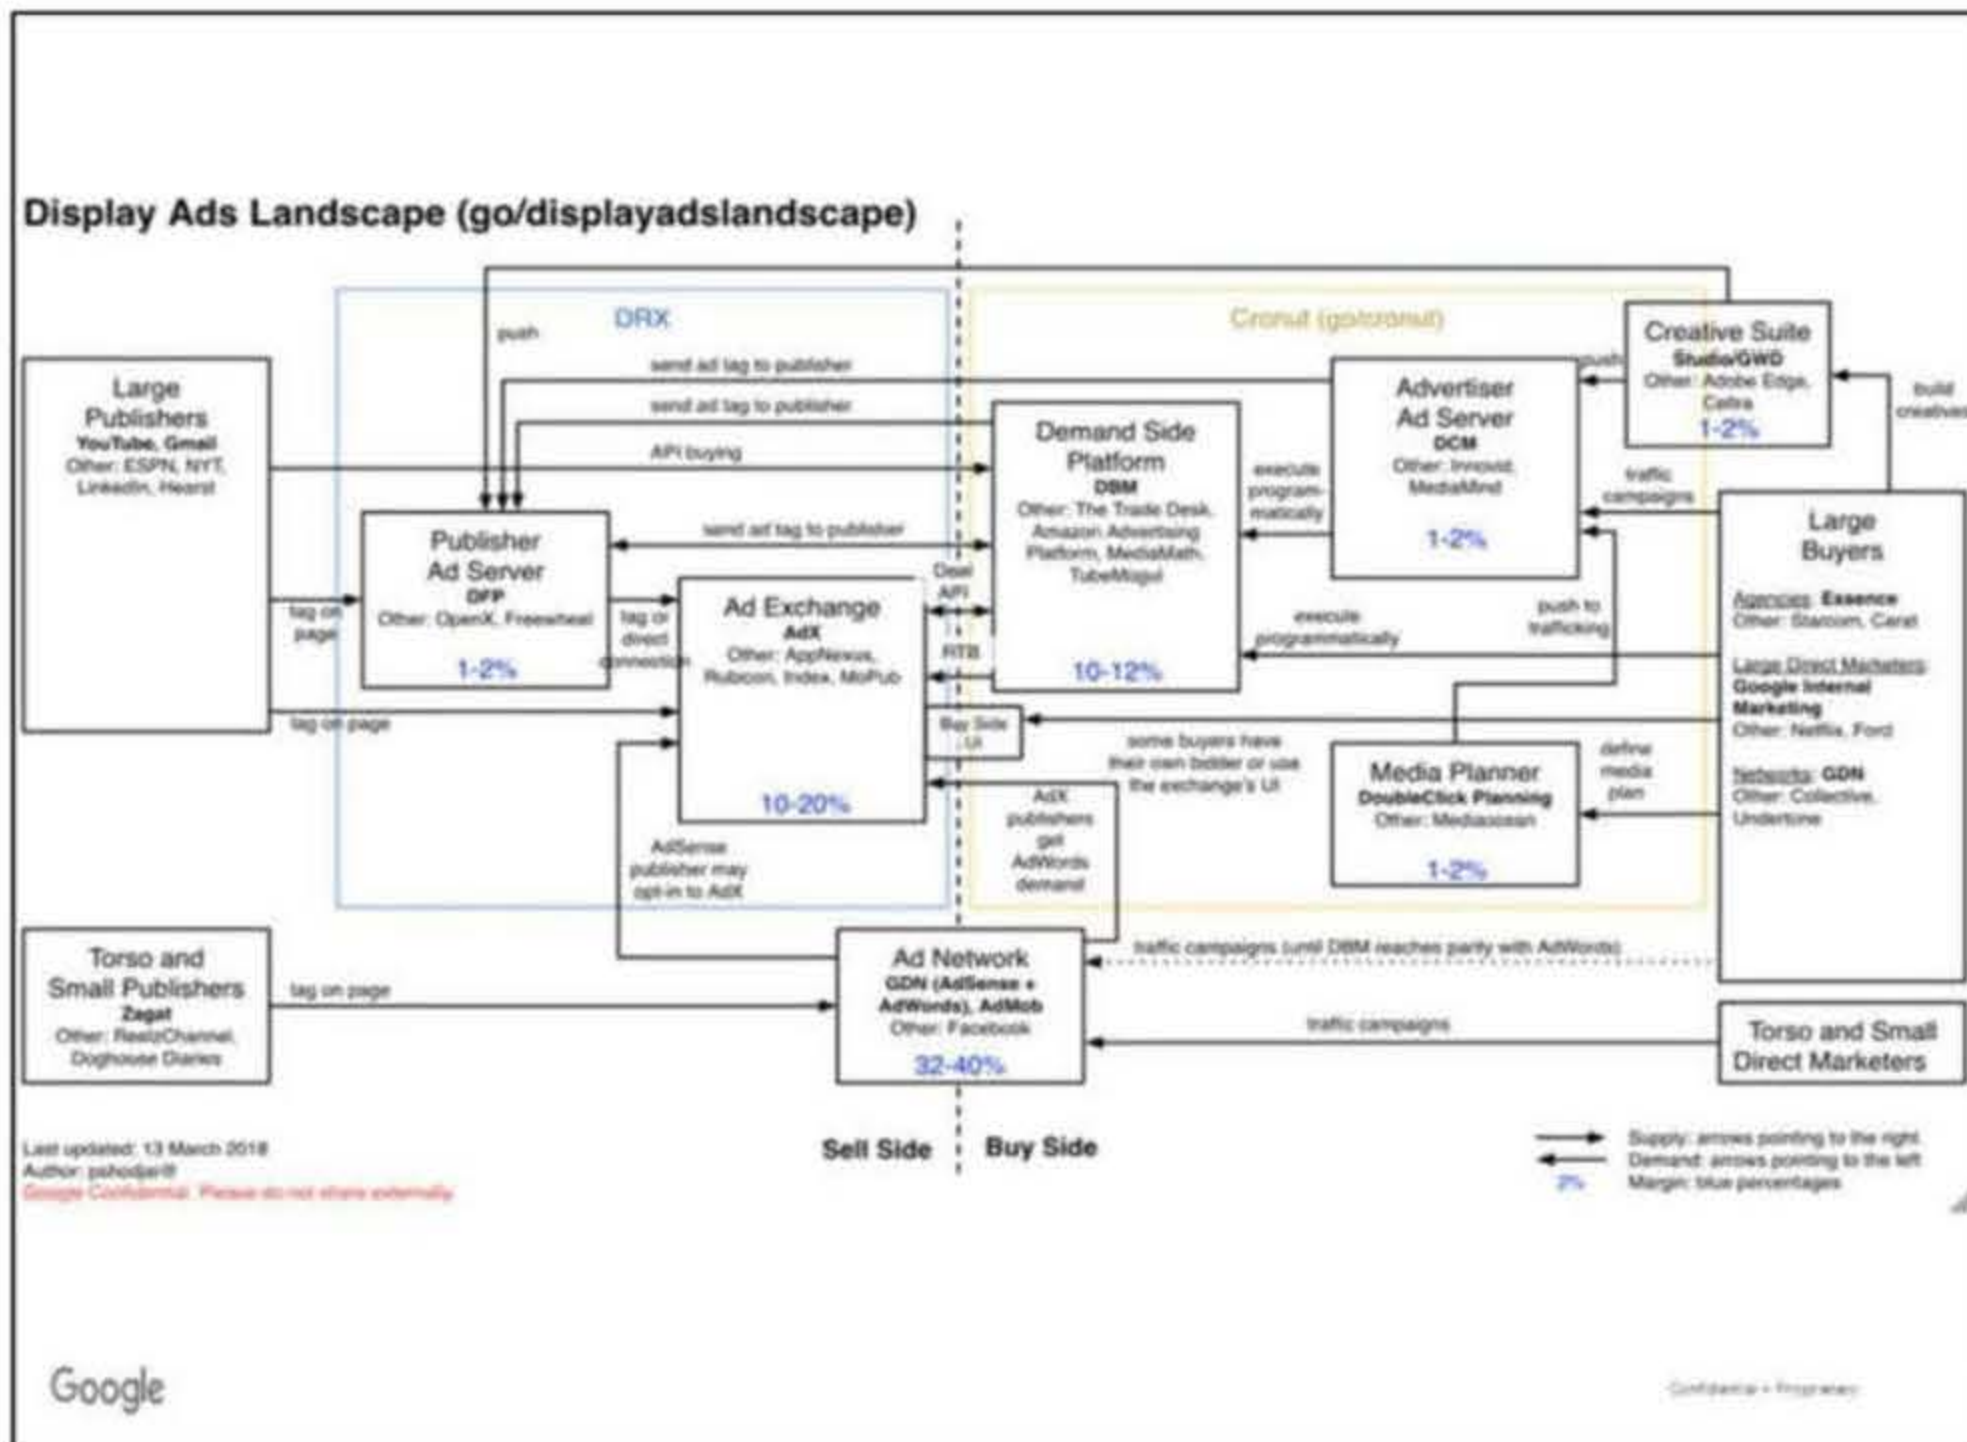 Display Ads Landscape (go/displayadslandscape)
DRX
Cronut (go/cronut)
push
send ad tag to publisher
send ad tag to publisher
API buying
send ad tag to publisher
Large
Publishers
YouTube, Gmail
Other: ESPN, NYT,
LinkedIn, Hearst
tag on
page
tag on page
Publisher
Ad Server
DFP
Other: OpenX, Freewheel
1-2%
tag or
direct
connection
Ad Exchange
AdX
Other: AppNexus,
Rubicon, Index, MoPub
10-20%
Deal
API
RTB
Buy Side
UI
Demand Side
Platform
DBM
Other: The Trade Desk,
Amazon Advertising
Platform, MediaMath,
TubeMogul
10-12%
execute
program-
matically
Advertiser
Ad Server
DCM
Other: Innovid,
MediaMind
1-2%
push
Creative Suite
Studio/GWD
Other: Adobe Edge,
Celtra
1-2%
build
creatives
traffic
campaigns
execute
programmatically
push to
trafficking
Large
Buyers
Agencies: Essence
Other: Starcom, Carat
Large Direct Marketers:
Google Internal
Marketing
Other: Netflix, Ford
Networks: GDN
Other: Collective,
Undertone
some buyers have
their own bidder or use
the exchange's UI
Media Planner
DoubleClick Planning
Other: Mediaocean
1-2%
define
media
plan
AdSense
publisher may
opt-in to AdX
AdX
publishers
get
AdWords
demand
Torso and
Small Publishers
Zagat
Other: ReelzChannel,
Doghouse Diaries
tag on page
Ad Network
GDN (AdSense +
AdWords), AdMob
Other: Facebook
32-40%
traffic campaigns (until DBM reaches parity with AdWords)
traffic campaigns
Torso and Small
Direct Marketers
Last updated: 13 March 2018
Author:
Google Confidential. Please do not share externally.
Sell Side
Buy Side
Supply: arrows pointing to the right
Demand: arrows pointing to the left
2% Margin: blue percentages
Google
Confidential + Proprietary